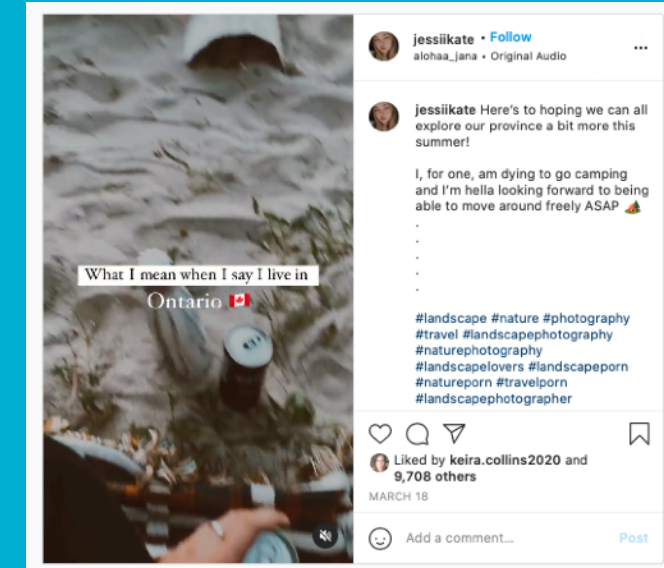 jessiikate • Follow
alohaa_jana • Original Audio
jessiikate Here's to hoping we can all
explore our province a bit more this
summer!
I, for one, am dying to go camping
and I'm hella looking forward to being
able to move around freely ASAP 🏕️
.
.
.
.
.
#landscape #nature #photography
#travel #landscapephotography
#naturephotography
#landscapelovers #landscapeporn
#natureporn #travelporn
#landscapephotographer
What I mean when I say I live in
Ontario 🇨🇦
Liked by keira.collins2020 and
9,708 others
MARCH 18
Add a comment...
Post